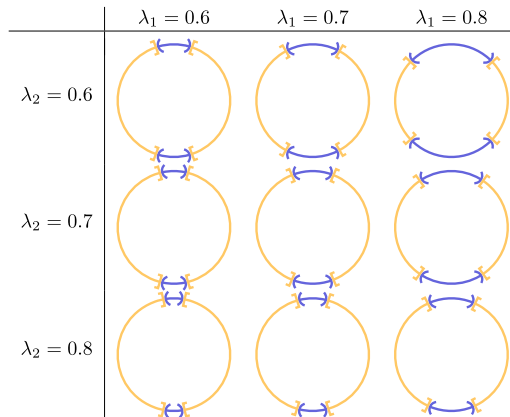 λ₁ = 0.6 λ₁ = 0.7 λ₁ = 0.8
λ₂ = 0.6
λ₂ = 0.7
λ₂ = 0.8